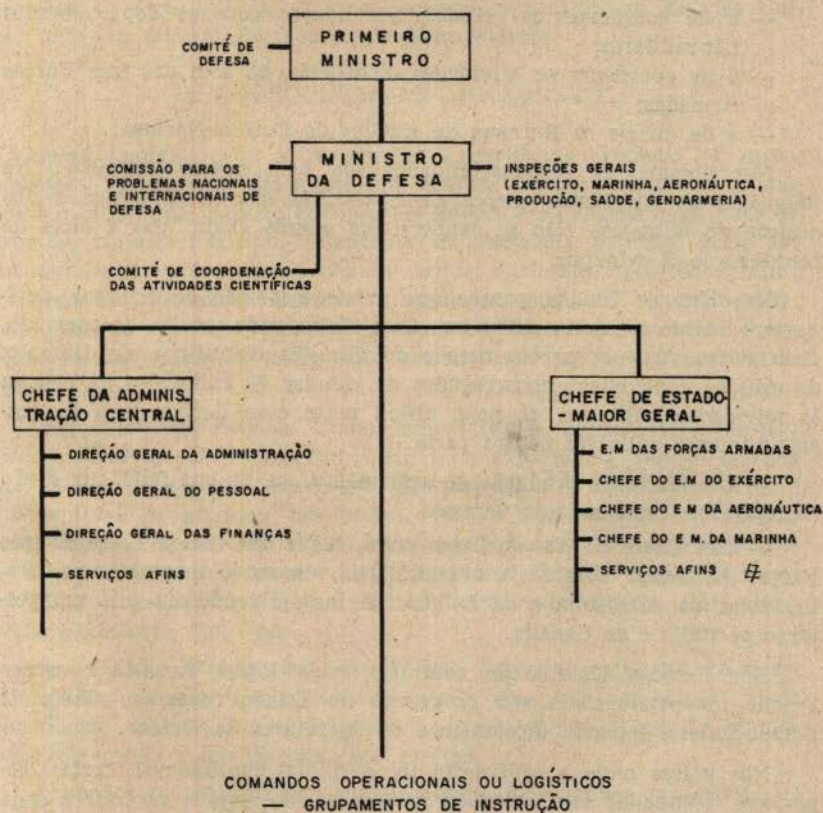 PRIMEIRO
MINISTRO
COMITÉ DE
DEFESA
MINISTRO
DA DEFESA
COMISSÃO PARA OS
PROBLEMAS NACIONAIS
E INTERNACIONAIS DE
DEFESA
INSPEÇÕES GERAIS
(EXÉRCITO, MARINHA, AERONÁUTICA,
PRODUÇÃO, SAÚDE, GENDARMERIA)
COMITÉ DE COORDENAÇÃO
DAS ATIVIDADES CIENTÍFICAS
CHEFE DA ADMINIS-
TRAÇÃO CENTRAL
DIREÇÃO GERAL DA ADMINISTRAÇÃO
DIREÇÃO GERAL DO PESSOAL
DIREÇÃO GERAL DAS FINANÇAS
SERVIÇOS AFINS
CHEFE DE ESTADO-
-MAIOR GERAL
E.M DAS FORÇAS ARMADAS
CHEFE DO E.M DO EXÉRCITO
CHEFE DO E M DA AERONÁUTICA
CHEFE DO E M. DA MARINHA
SERVIÇOS AFINS
COMANDOS OPERACIONAIS OU LOGÍSTICOS
— GRUPAMENTOS DE INSTRUÇÃO